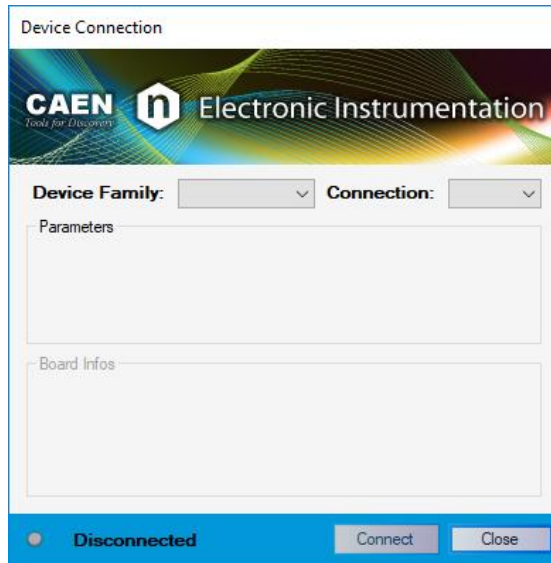 Device Connection
CAEN n Electronic Instrumentation
Tools for Discovery
Device Family: Connection:
Parameters
Board Infos
Disconnected Connect Close